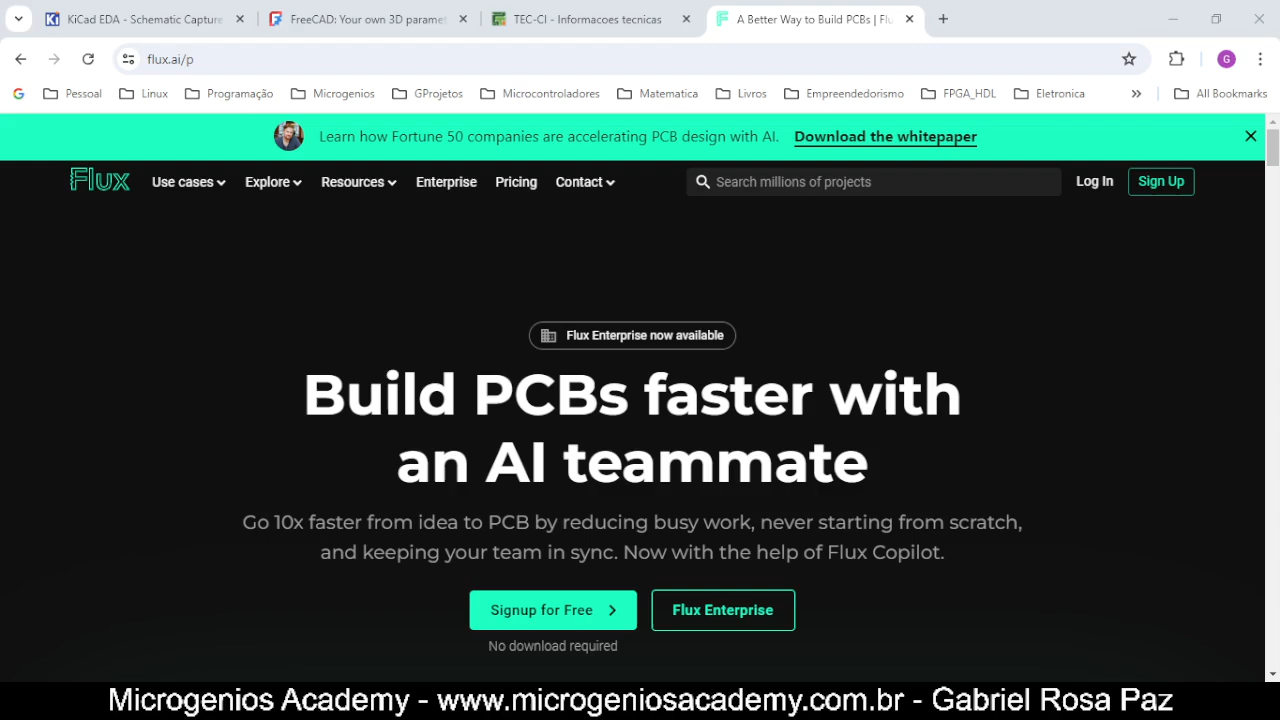 KiCad EDA - Schematic Capture
FreeCAD: Your own 3D paramet
TEC-CI - Informacoes tecnicas
A Better Way to Build PCBs | Flu
flux.ai/p
G
Pessoal
Linux
Programação
Microgenios
GProjetos
Microcontroladores
Matematica
Livros
Empreendedorismo
FPGA_HDL
Eletronica
All Bookmarks
Learn how Fortune 50 companies are accelerating PCB design with AI. Download the whitepaper
Flux
Use cases
Explore
Resources
Enterprise
Pricing
Contact
Search millions of projects
Log In
Sign Up
Flux Enterprise now available
Build PCBs faster with
an AI teammate
Go 10x faster from idea to PCB by reducing busy work, never starting from scratch,
and keeping your team in sync. Now with the help of Flux Copilot.
Signup for Free
Flux Enterprise
No download required
Microgenios Academy - www.microgeniosacademy.com.br - Gabriel Rosa Paz